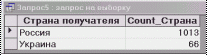 Запрос5 : запрос на выборку
Страна получателя Count_Страна
Россия 1013
Украина 66